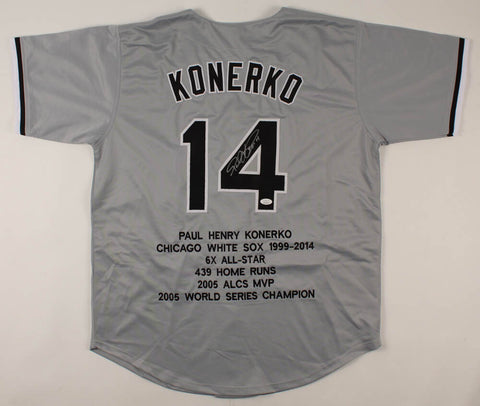 KONERKO
14
PAUL HENRY KONERKO
CHICAGO WHITE SOX 1999-2014
6X ALL-STAR
439 HOME RUNS
2005 ALCS MVP
2005 WORLD SERIES CHAMPION